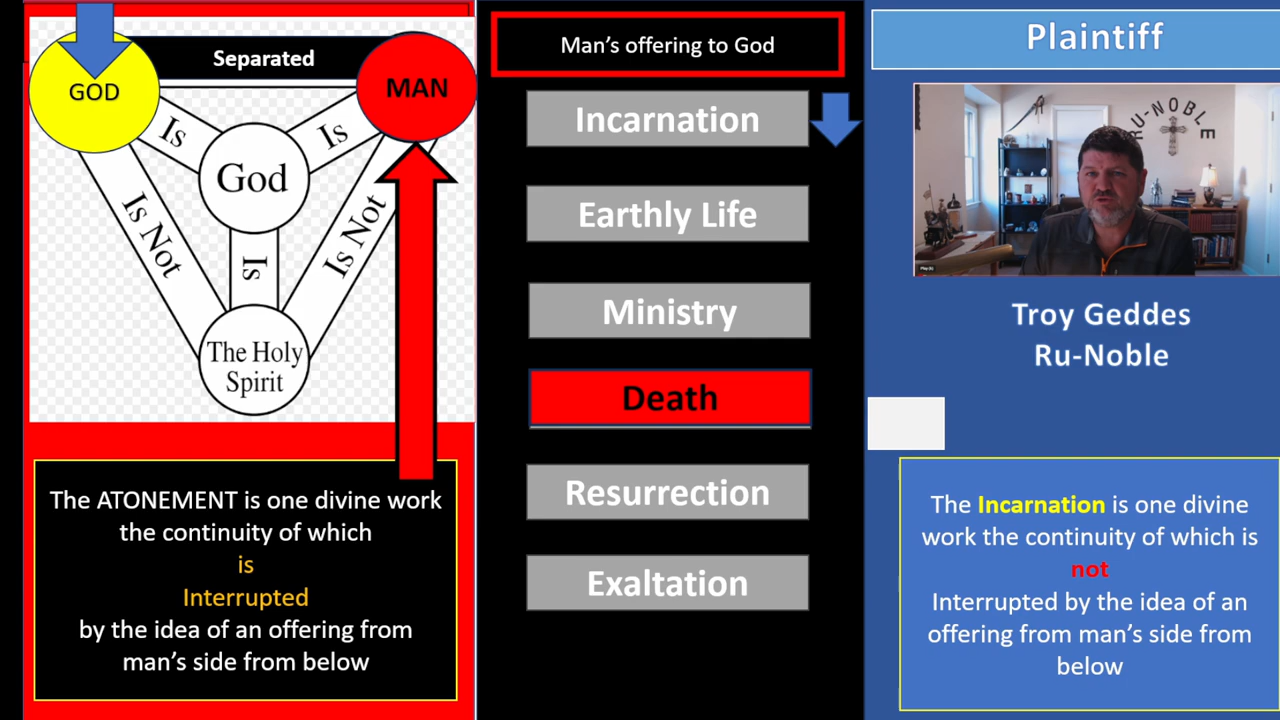 Separated
GOD
MAN
Is
Is
God
Is Not
Is
Is Not
The Holy
Spirit
The ATONEMENT is one divine work
the continuity of which
is
Interrupted
by the idea of an offering from
man’s side from below
Man’s offering to God
Incarnation
Earthly Life
Ministry
Death
Resurrection
Exaltation
Plaintiff
RU-NOBLE
Troy Geddes
Ru-Noble
The Incarnation is one divine
work the continuity of which is
not
Interrupted by the idea of an
offering from man’s side from
below